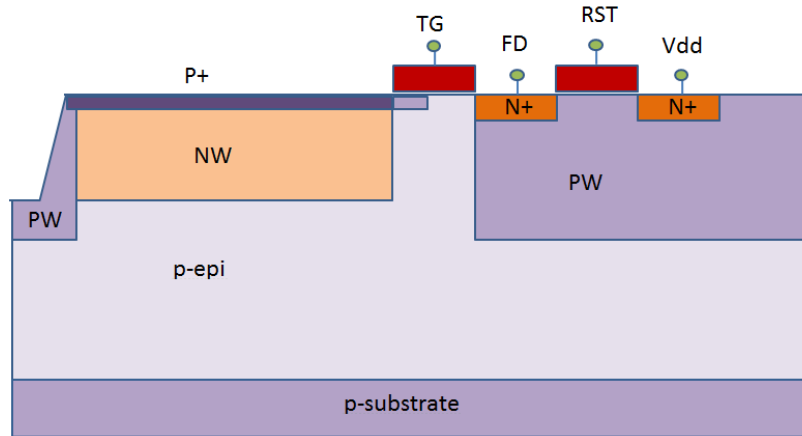 TG
RST
FD
Vdd
P+
N+
N+
NW
PW
PW
p-epi
p-substrate